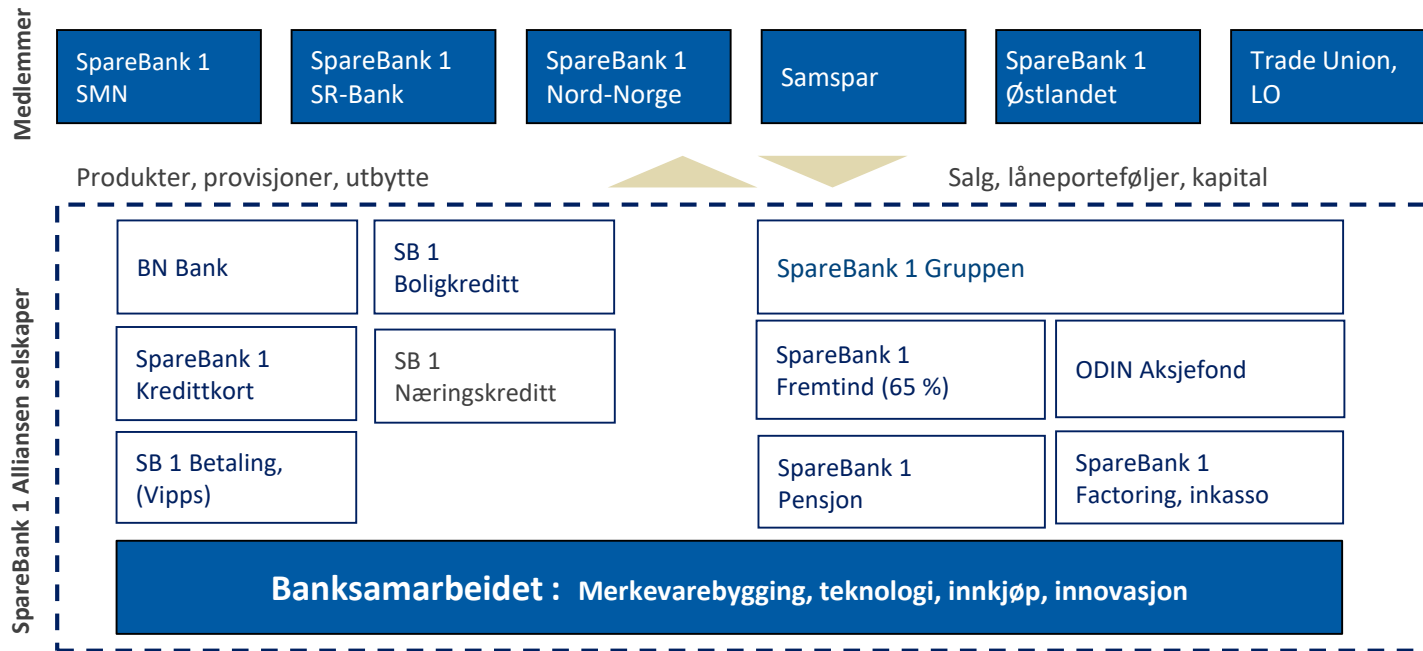 Medlemmer
SpareBank 1
SMN
SpareBank 1
SR-Bank
SpareBank 1
Nord-Norge
Samspar
SpareBank 1
Østlandet
Trade Union,
LO
Produkter, provisjoner, utbytte
Salg, låneporteføljer, kapital
SpareBank 1 Alliansen selskaper
BN Bank
SB 1
Boligkreditt
SpareBank 1 Gruppen
SpareBank 1
Kredittkort
SB 1
Næringskreditt
SpareBank 1
Fremtind (65 %)
ODIN Aksjefond
SB 1 Betaling,
(Vipps)
SpareBank 1
Pensjon
SpareBank 1
Factoring, inkasso
Banksamarbeidet : Merkevarebygging, teknologi, innkjøp, innovasjon